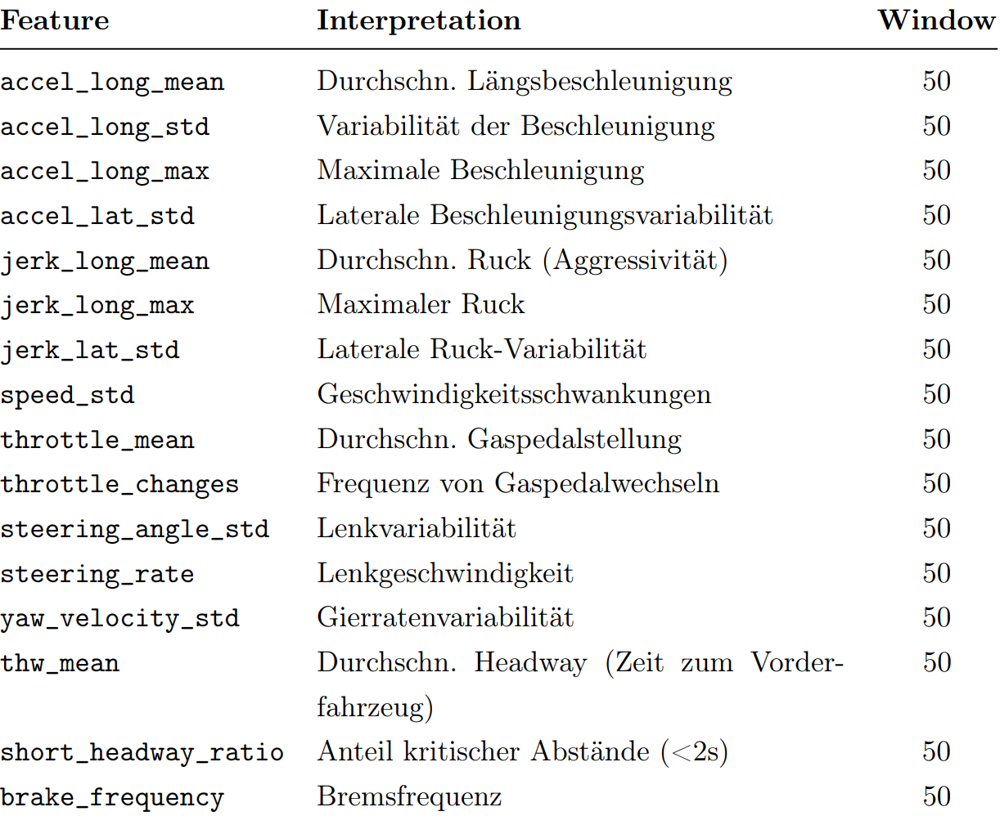 Feature Interpretation Window
accel_long_mean Durchschn. Längsbeschleunigung 50
accel_long_std Variabilität der Beschleunigung 50
accel_long_max Maximale Beschleunigung 50
accel_lat_std Laterale Beschleunigungsvariabilität 50
jerk_long_mean Durchschn. Ruck (Aggressivität) 50
jerk_long_max Maximaler Ruck 50
jerk_lat_std Laterale Ruck-Variabilität 50
speed_std Geschwindigkeitsschwankungen 50
throttle_mean Durchschn. Gaspedalstellung 50
throttle_changes Frequenz von Gaspedalwechseln 50
steering_angle_std Lenkvariabilität 50
steering_rate Lenkgeschwindigkeit 50
yaw_velocity_std Gierratenvariabilität 50
thw_mean Durchschn. Headway (Zeit zum Vorder- 50
fahrzeug)
short_headway_ratio Anteil kritischer Abstände (<2s) 50
brake_frequency Bremsfrequenz 50